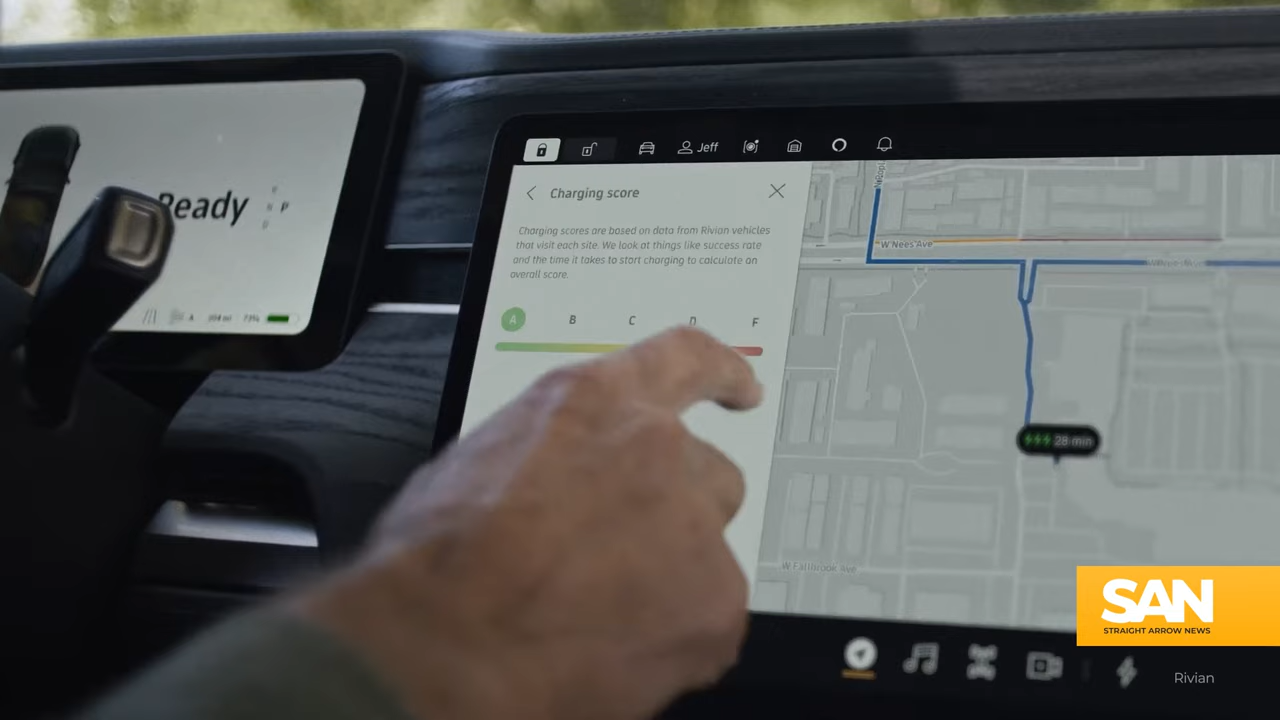 Jeff
Charging score
Charging scores are based on data from Rivian vehicles
that visit each site. We look at things like success rate
and the time it takes to start charging to calculate an
overall score.
A B C D F
Ready
P
N
A
73%
W Nees Ave
28 min
W Fallbrook Ave
SAN
STRAIGHT ARROW NEWS
Rivian